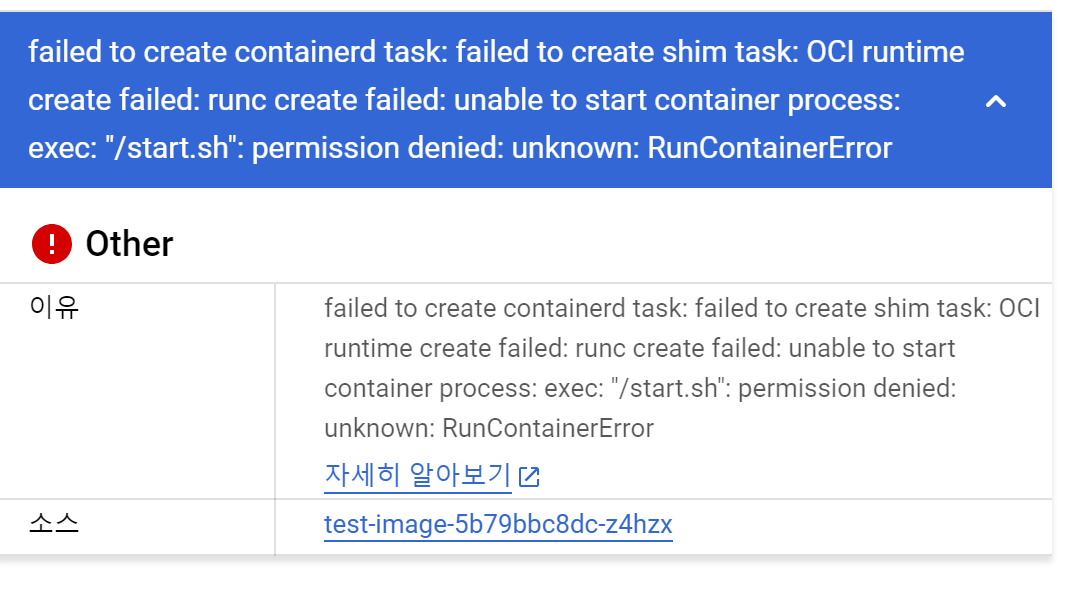 failed to create containerd task: failed to create shim task: OCI runtime
create failed: runc create failed: unable to start container process:
exec: "/start.sh": permission denied: unknown: RunContainerError
Other
이유
failed to create containerd task: failed to create shim task: OCI
runtime create failed: runc create failed: unable to start
container process: exec: "/start.sh": permission denied:
unknown: RunContainerError
자세히 알아보기
소스
test-image-5b79bbc8dc-z4hzx